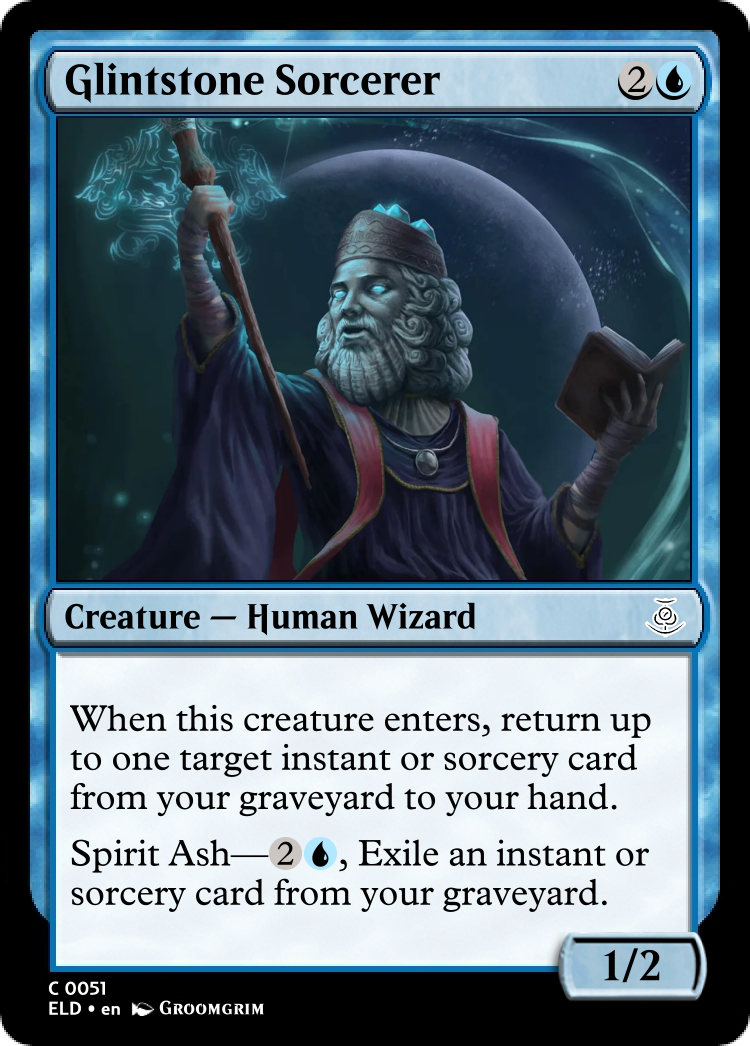 Glintstone Sorcerer 2
Creature — Human Wizard
When this creature enters, return up
to one target instant or sorcery card
from your graveyard to your hand.
Spirit Ash—2, Exile an instant or
sorcery card from your graveyard.
1/2
C 0051
ELD • en Groomgrim